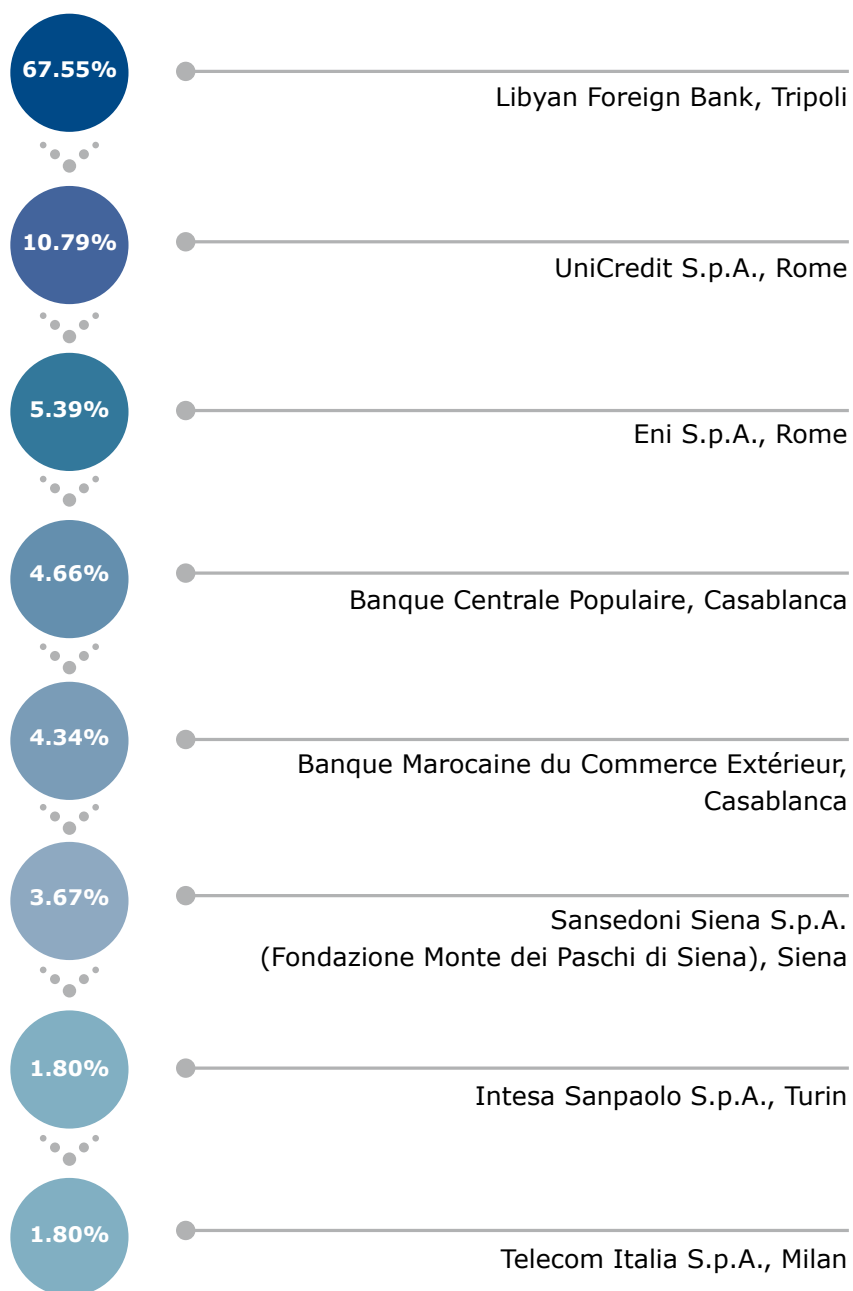 67.55%
Libyan Foreign Bank, Tripoli
10.79%
UniCredit S.p.A., Rome
5.39%
Eni S.p.A., Rome
4.66%
Banque Centrale Populaire, Casablanca
4.34%
Banque Marocaine du Commerce Extérieur,
Casablanca
3.67%
Sansedoni Siena S.p.A.
(Fondazione Monte dei Paschi di Siena), Siena
1.80%
Intesa Sanpaolo S.p.A., Turin
1.80%
Telecom Italia S.p.A., Milan